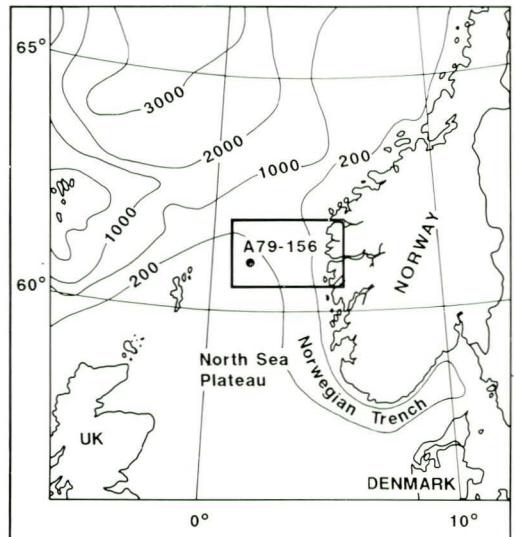 65°
3000
2000
1000
200
1000
A79-156
NORWAY
200
60°
North Sea
Plateau
Norwegian Trench
UK
DENMARK
0°
10°